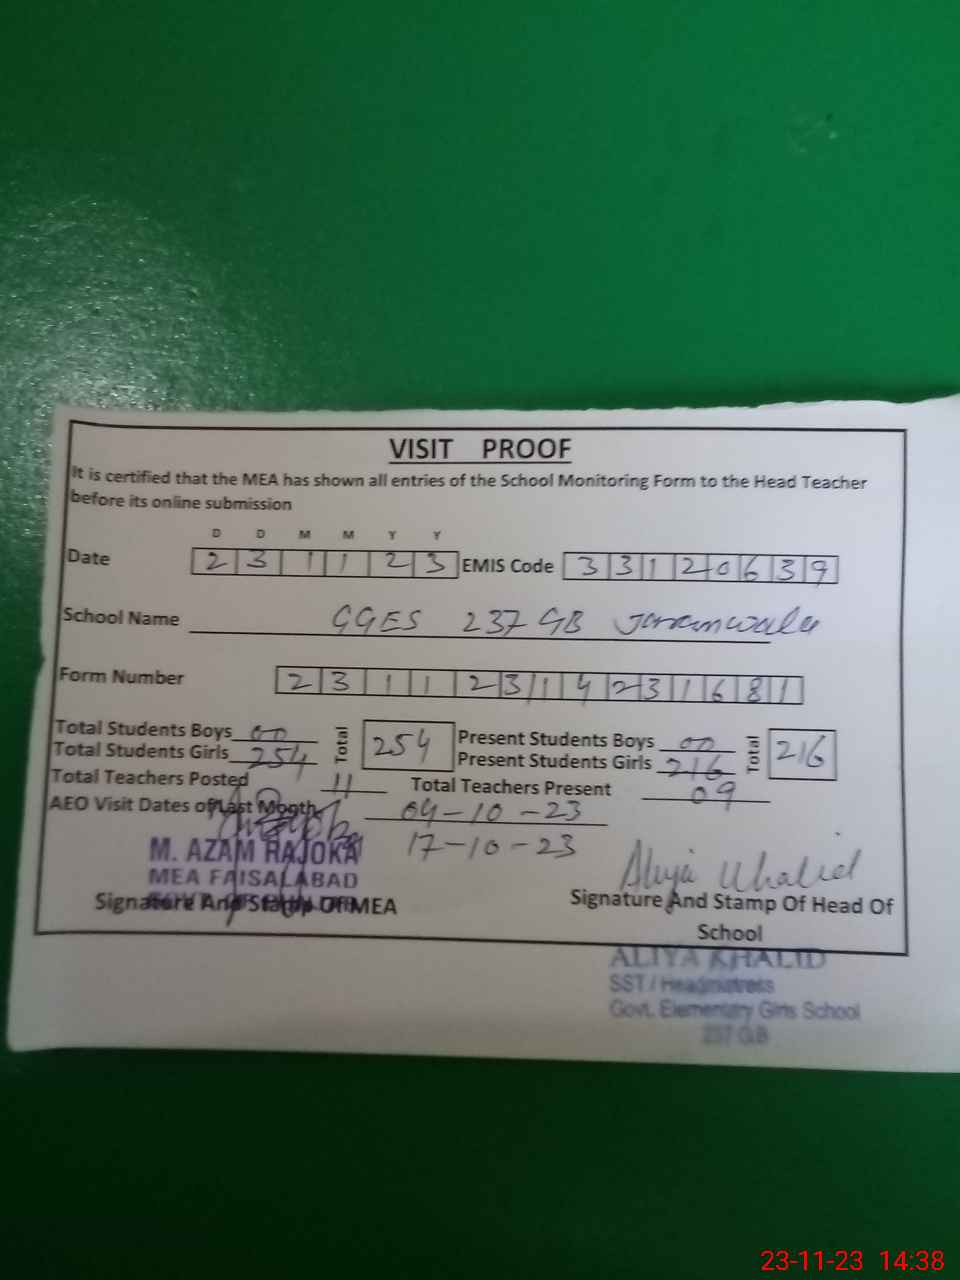 VISIT PROOF
It is certified that the MEA has shown all entries of the School Monitoring Form to the Head Teacher
before its online submission
D D M M Y Y
Date 2 3 1 1 2 3 EMIS Code 3 3 1 2 0 6 3 9
School Name GGES 237 GB Jaranwala
Form Number 2 3 1 1 2 3 1 4 2 3 1 6 8 1
Total Students Boys 00 Total 254 Present Students Boys 00 Total 216
Total Students Girls 254 Present Students Girls 216
Total Teachers Posted 11 Total Teachers Present 09
AEO Visit Dates of Last Month 04-10-23
17-10-23
M. AZAM RAJOKA
MEA FAISALABAD
Aliya Khalid
Signature And Stamp Of MEA
Signature And Stamp Of Head Of
School
ALIYA KHALID
SST / Headmistress
Govt. Elementary Girls School
237 GB
23-11-23 14:38